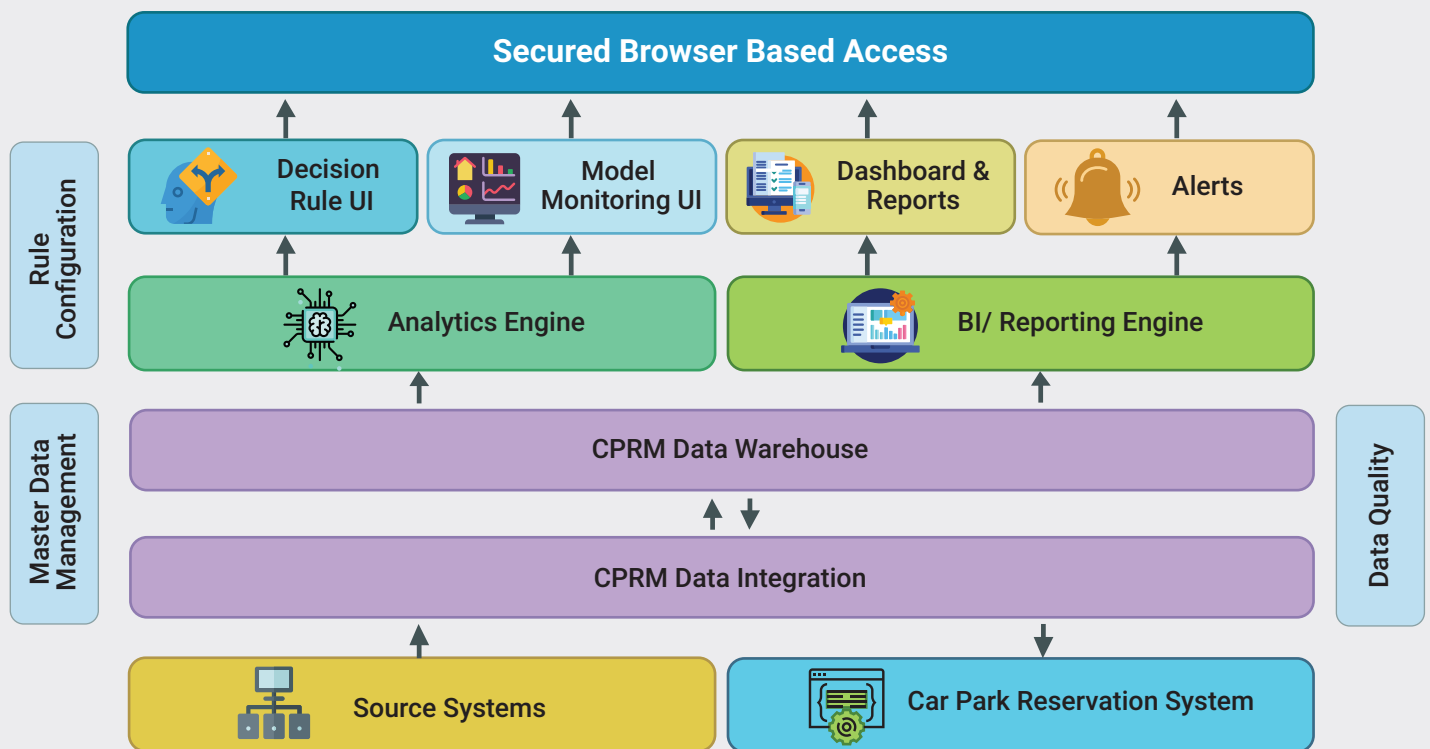 Secured Browser Based Access
Rule
Configuration
Decision
Rule UI
Model
Monitoring UI
Dashboard &
Reports
Alerts
Analytics Engine
BI/ Reporting Engine
Master Data
Management
CPRM Data Warehouse
Data Quality
CPRM Data Integration
Source Systems
Car Park Reservation System